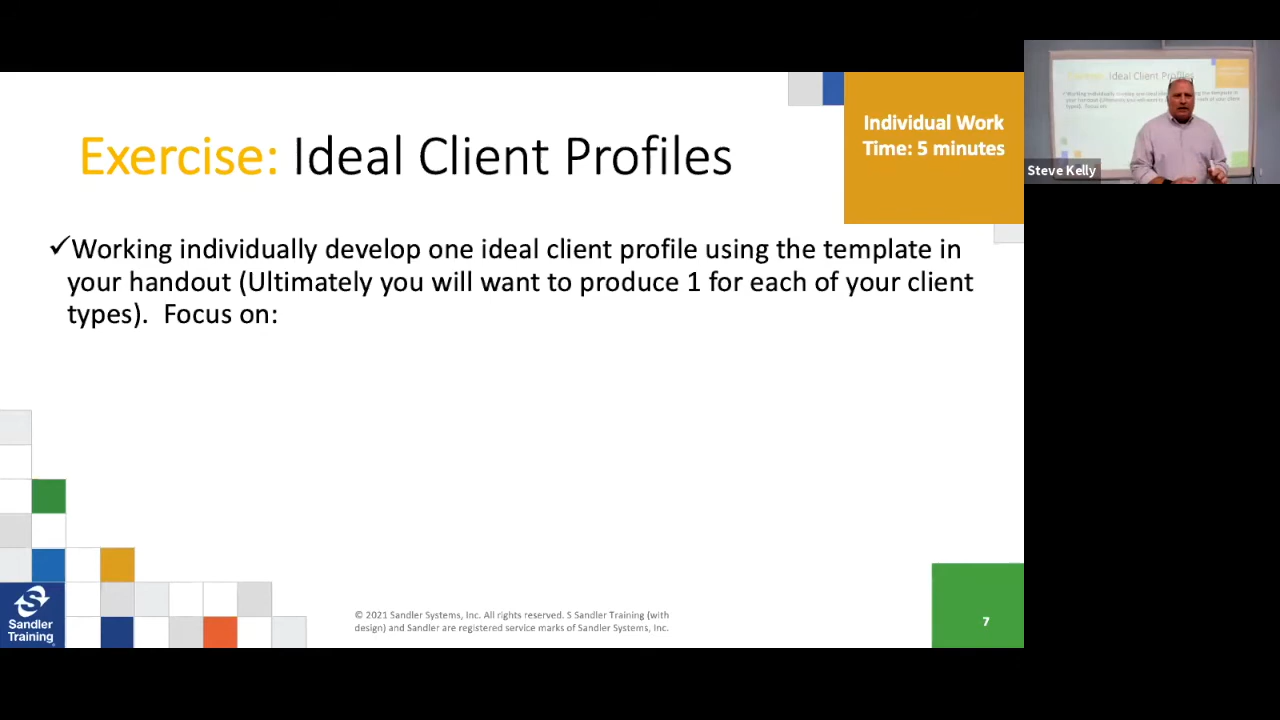 Exercise: Ideal Client Profiles
Individual Work
Time: 5 minutes
✓Working individually develop one ideal client profile using the template in
your handout (Ultimately you will want to produce 1 for each of your client
types).  Focus on:
Sandler
Training
© 2021 Sandler Systems, Inc. All rights reserved. S Sandler Training (with
design) and Sandler are registered service marks of Sandler Systems, Inc.
7
Ideal Client Profiles
Steve Kelly